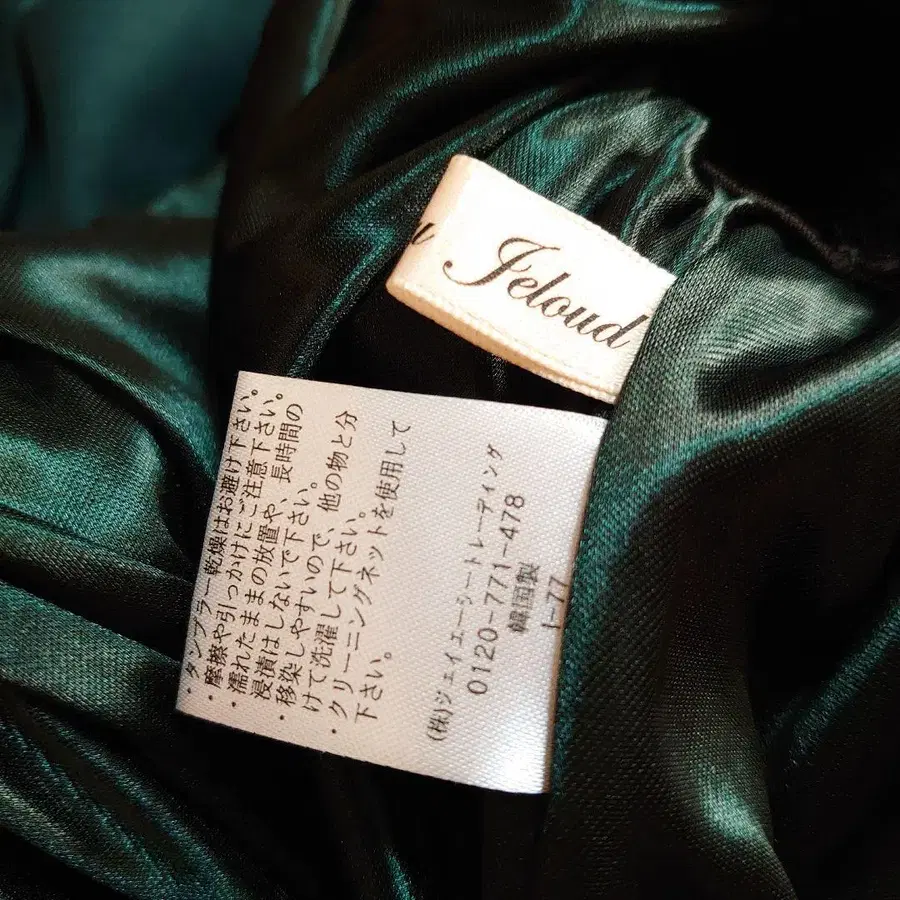 Jeloud
・タンブラー乾燥はお避け下さい。
・摩擦や引っかけにご注意下さい。
・濡れたままの放置や、長時間の
浸漬はしないで下さい。
・移染しやすいので、他の物と分
けて洗濯して下さい。
・クリーニングネットを使用して
下さい。
(株)ジェイエーシートレーディング
0120-771-478
韓国製
1-77